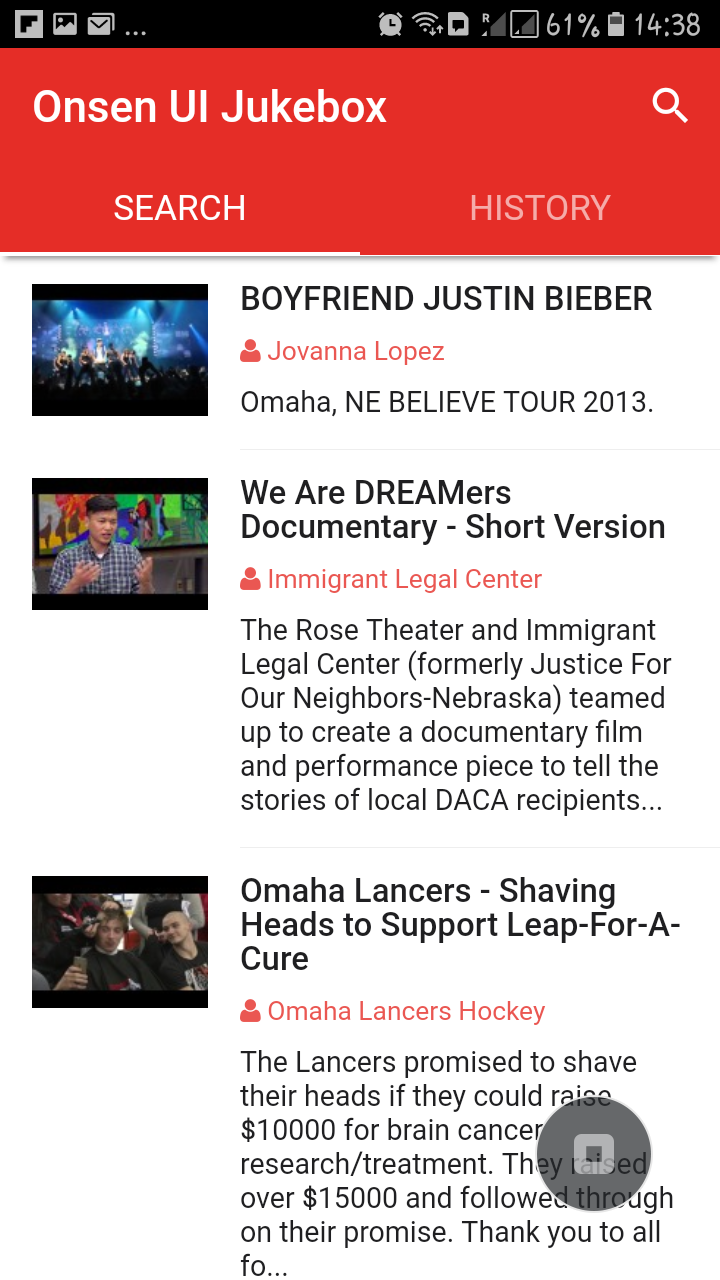 ... R 61% 14:38
Onsen UI Jukebox
SEARCH HISTORY
BOYFRIEND JUSTIN BIEBER
Jovanna Lopez
Omaha, NE BELIEVE TOUR 2013.
We Are DREAMers
Documentary - Short Version
Immigrant Legal Center
The Rose Theater and Immigrant
Legal Center (formerly Justice For
Our Neighbors-Nebraska) teamed
up to create a documentary film
and performance piece to tell the
stories of local DACA recipients...
Omaha Lancers - Shaving
Heads to Support Leap-For-A-
Cure
Omaha Lancers Hockey
The Lancers promised to shave
their heads if they could raise
$10000 for brain cancer
research/treatment. They raised
over $15000 and followed through
on their promise. Thank you to all
fo...